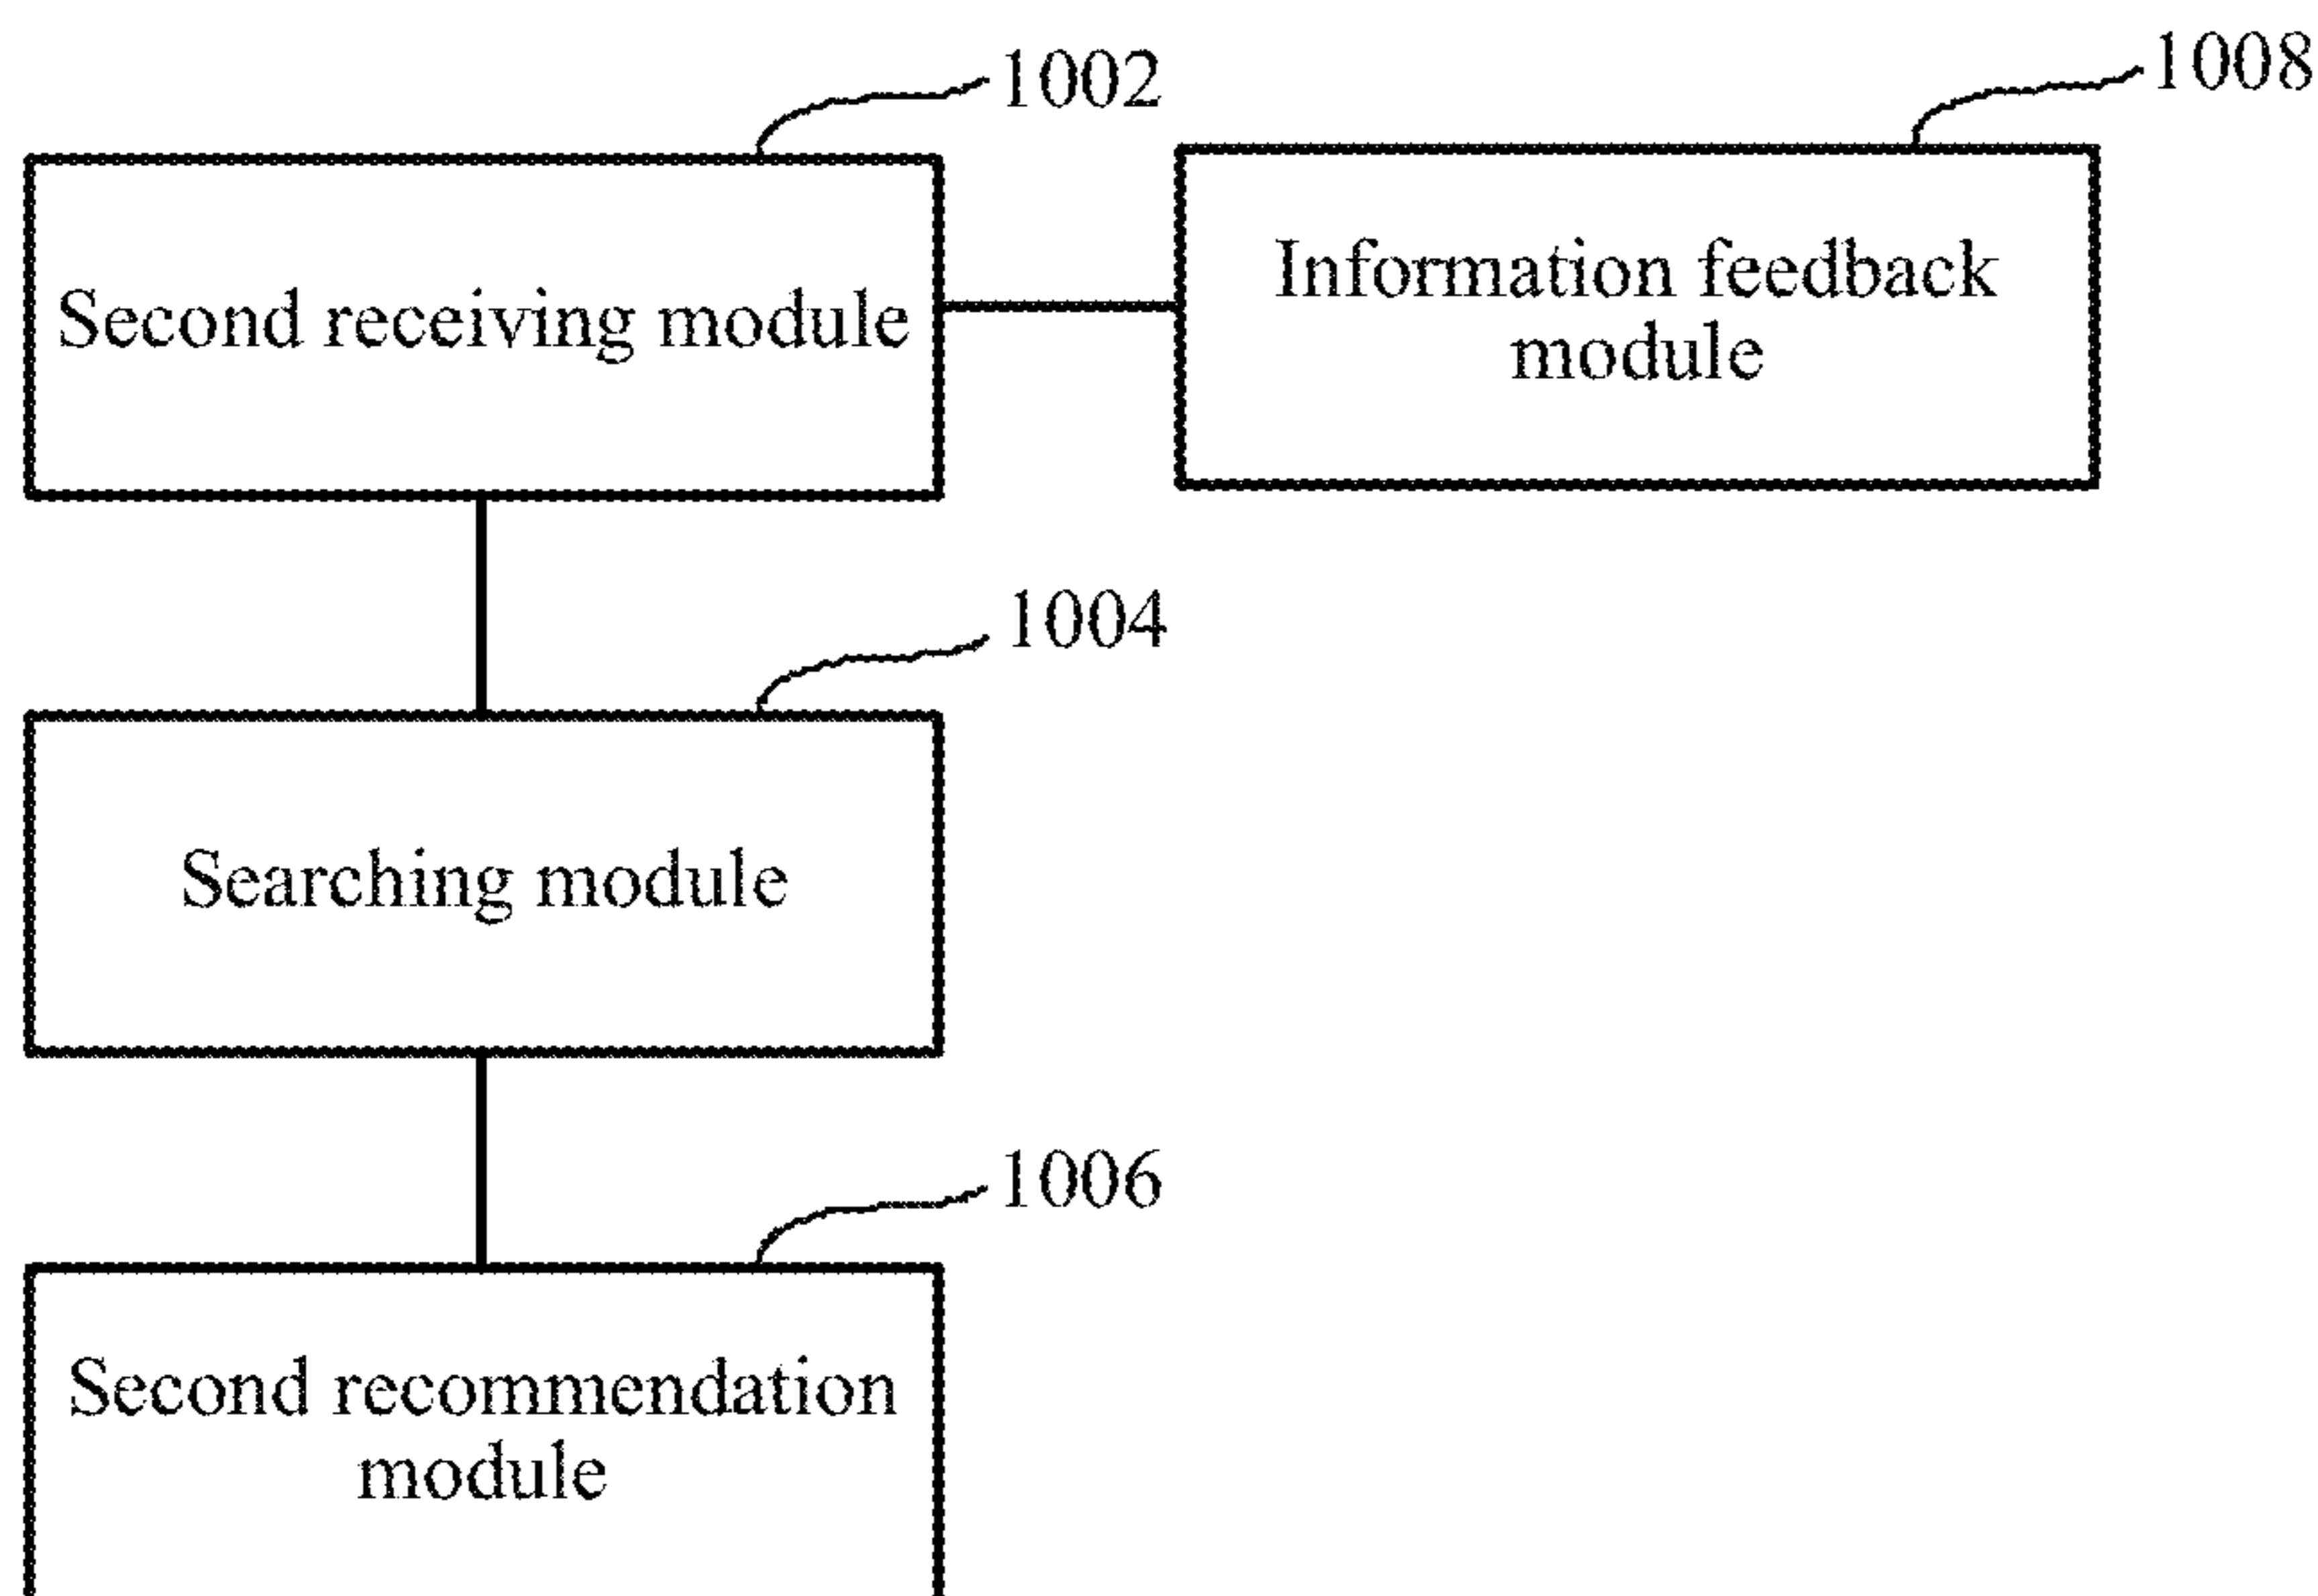 1002
1008
Second receiving module
Information feedback
module
1004
Searching module
1006
Second recommendation
module